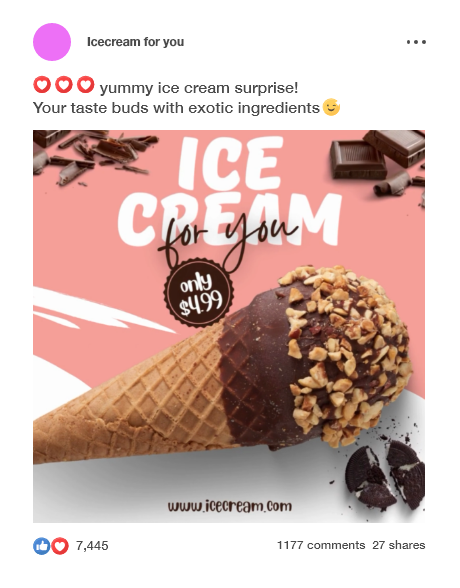 Icecream for you
yummy ice cream surprise!
Your taste buds with exotic ingredients😉
ICE
CREAM
for you
only
$4.99
www.icecream.com
7,445
1177 comments 27 shares